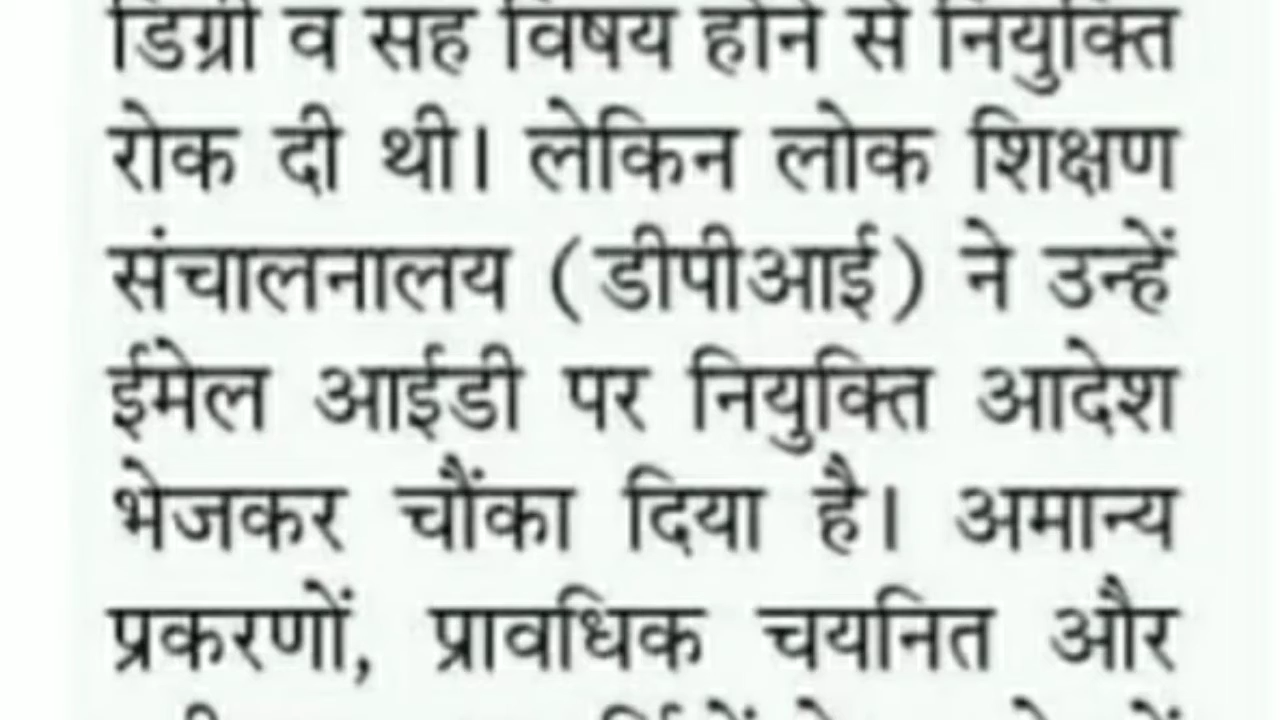 डिग्री व सह विषय होने से नियुक्ति
रोक दी थी। लेकिन लोक शिक्षण
संचालनालय (डीपीआई) ने उन्हें
ईमेल आईडी पर नियुक्ति आदेश
भेजकर चौंका दिया है। अमान्य
प्रकरणों, प्रावधिक चयनित और